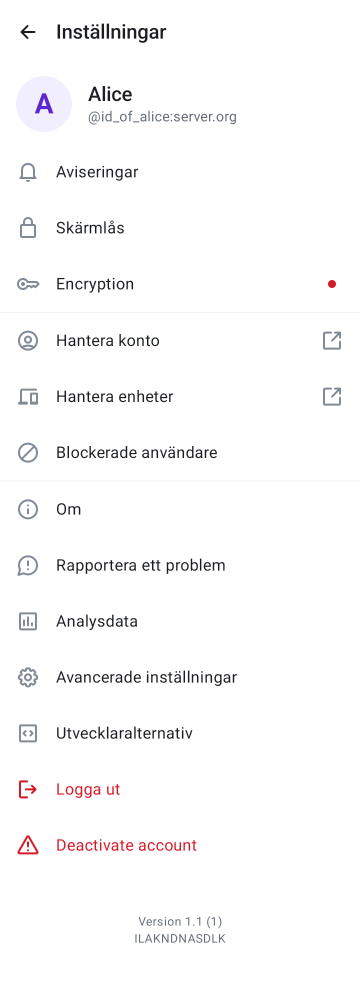 Inställningar
A
Alice
@id_of_alice:server.org
Aviseringar
Skärmlås
Encryption
Hantera konto
Hantera enheter
Blockerade användare
Om
Rapportera ett problem
Analysdata
Avancerade inställningar
Utvecklaralternativ
Logga ut
Deactivate account
Version 1.1 (1)
ILAKNDNASDLK